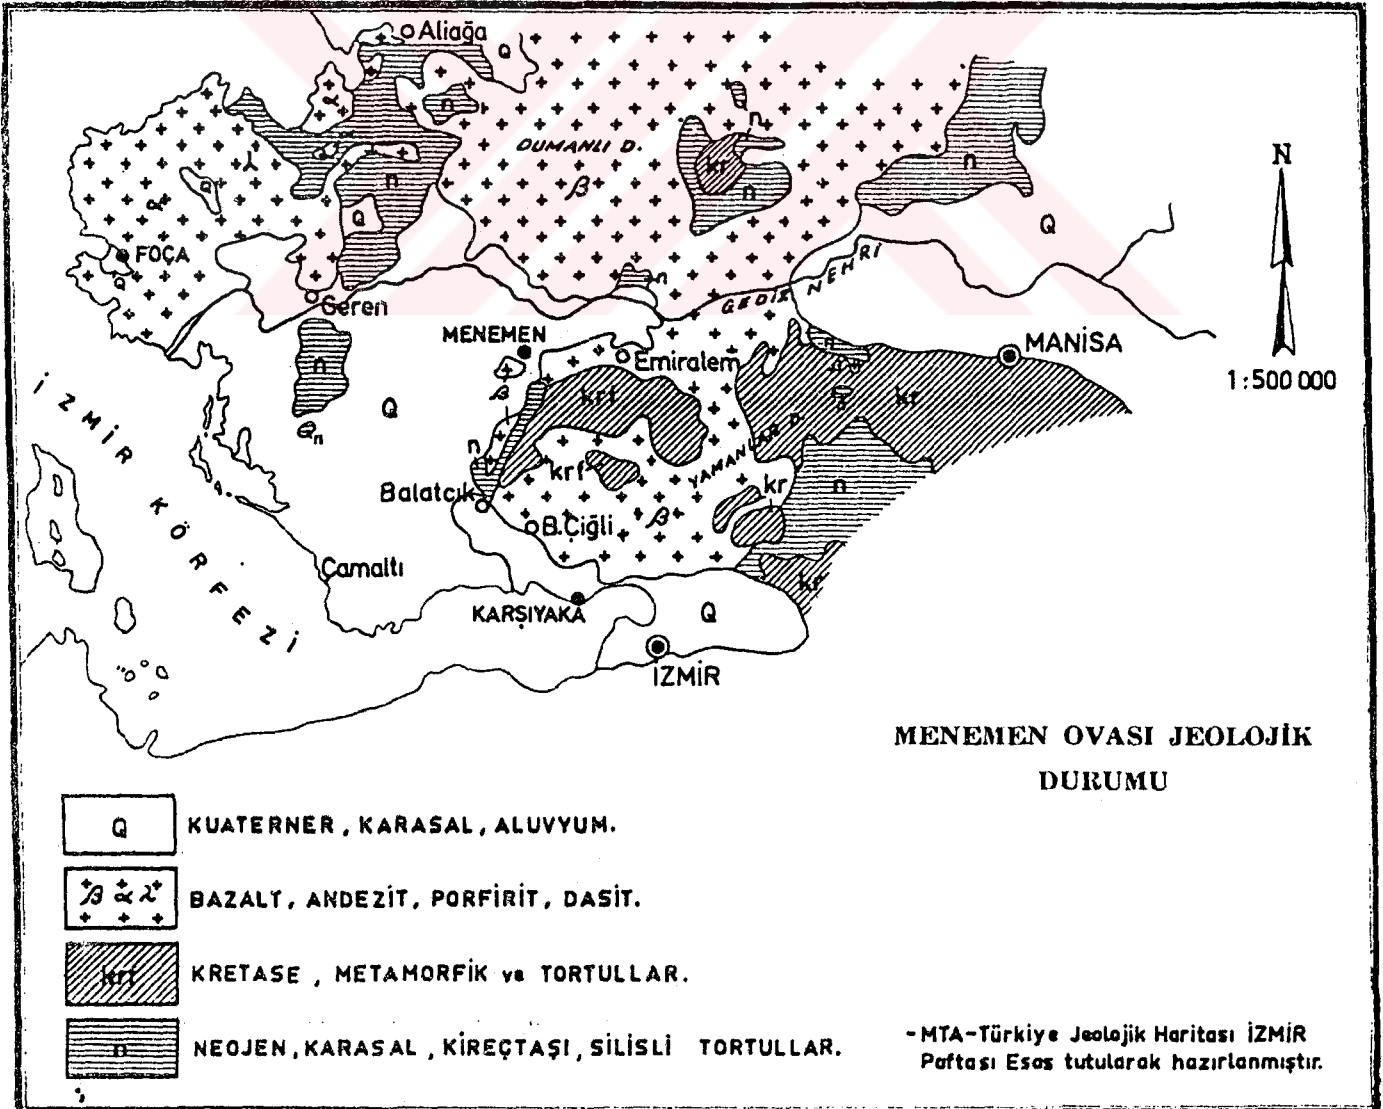 Aliağa
Q
n
DUMANLI D.
n
kr
n
n
β
λ
Q
n
Q
Q
α
FOÇA
Q
GEDİZ NEHRİ
n
Geren
MENEMEN
Emiralem
n
MANİSA
N
1:500 000
n
β
krf
kr
Q
Qn
n
YAMANLAR D.
krf
kr
n
Balatcık
β
B.Çiğli
İZMİR KÖRFEZİ
Çamaltı
kr
KARŞIYAKA
Q
İZMİR
MENEMEN OVASI JEOLOJİK
DURUMU
Q KUATERNER, KARASAL, ALUVYUM.
β α λ BAZALT, ANDEZİT, PORFİRİT, DASİT.
krf KRETASE, METAMORFİK ve TORTULLAR.
n NEOJEN, KARASAL, KİREÇTAŞI, SİLİSLİ TORTULLAR.
-MTA-Türkiye Jeolojik Haritası İZMİR
Paftası Esas tutularak hazırlanmıştır.